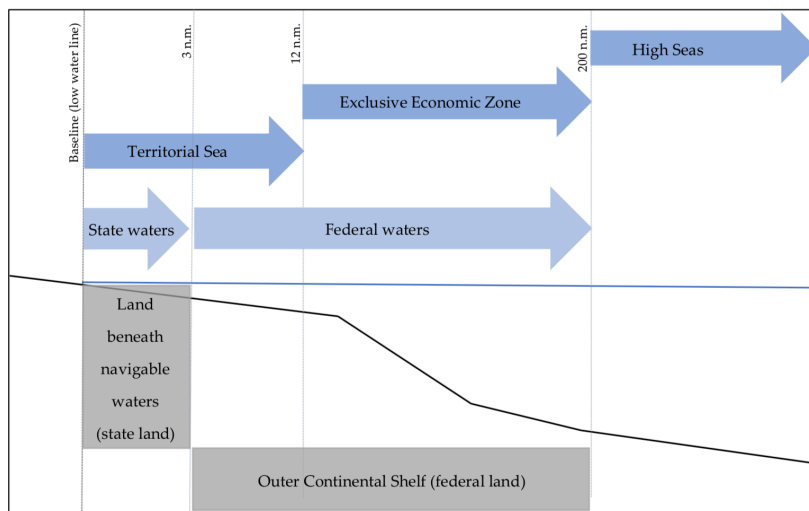 Baseline (low water line)
3 n.m.
12 n.m.
200 n.m.
High Seas
Exclusive Economic Zone
Territorial Sea
State waters
Federal waters
Land
beneath
navigable
waters
(state land)
Outer Continental Shelf (federal land)